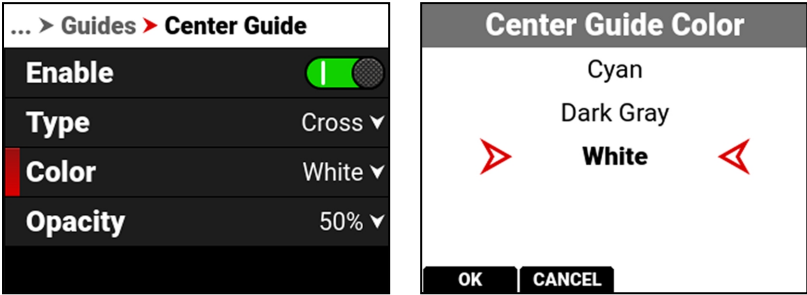 ... > Guides > Center Guide
Enable
Type Cross
Color White
Opacity 50%
Center Guide Color
Cyan
Dark Gray
White
OK CANCEL